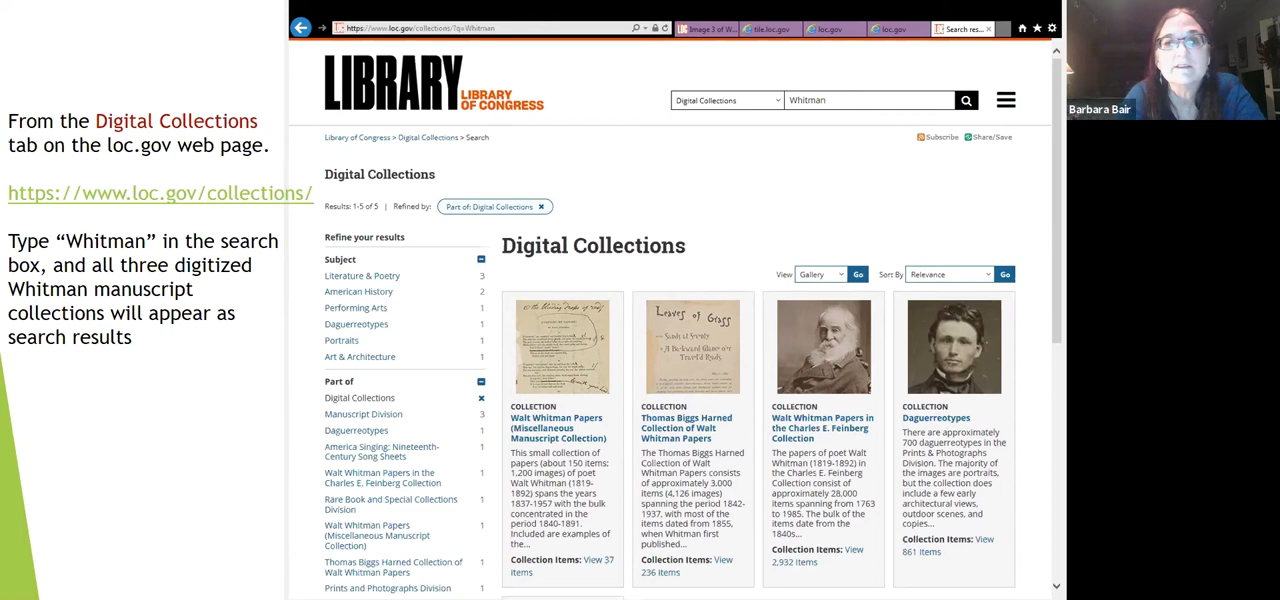 From the Digital Collections
tab on the loc.gov web page.
https://www.loc.gov/collections/
Type “Whitman” in the search
box, and all three digitized
Whitman manuscript
collections will appear as
search results
https://www.loc.gov/collections/?q=Whitman
Image 3 of W...
tile.loc.gov
loc.gov
loc.gov
Search res...
LIBRARY
LIBRARY
OF CONGRESS
Digital Collections
Whitman
Library of Congress > Digital Collections > Search
Subscribe
Share/Save
Digital Collections
Results: 1-5 of 5 | Refined by: Part of: Digital Collections
Refine your results
Subject
Literature & Poetry 3
American History 2
Performing Arts 1
Daguerreotypes 1
Portraits 1
Art & Architecture 1
Part of
Digital Collections
Manuscript Division 3
Daguerreotypes 1
America Singing: Nineteenth-
Century Song Sheets 1
Walt Whitman Papers in the
Charles E. Feinberg Collection 1
Rare Book and Special Collections
Division 1
Walt Whitman Papers
(Miscellaneous Manuscript
Collection) 1
Thomas Biggs Harned Collection of
Walt Whitman Papers 1
Prints and Photographs Division 1
Digital Collections
View Gallery Go Sort By Relevance Go
COLLECTION
Walt Whitman Papers
(Miscellaneous
Manuscript Collection)
This small collection of
papers (about 150 items;
1,200 images) of poet
Walt Whitman (1819-
1892) spans the years
1837-1957 with the bulk
concentrated in the
period 1840-1891.
Included are examples of
the...
Collection Items: View 37
Items
Leaves of Grass
COLLECTION
Thomas Biggs Harned
Collection of Walt
Whitman Papers
The Thomas Biggs Harned
Collection of Walt
Whitman Papers consists
of approximately 3,000
items (4,126 images)
spanning the period 1842-
1937, with most of the
items dated from 1855,
when Whitman first
published...
Collection Items: View
236 Items
COLLECTION
Walt Whitman Papers in
the Charles E. Feinberg
Collection
The papers of poet Walt
Whitman (1819-1892) in
the Charles E. Feinberg
Collection consist of
approximately 28,000
items spanning from 1763
to 1985. The bulk of the
items date from the
1840s...
Collection Items: View
2,932 Items
COLLECTION
Daguerreotypes
There are approximately
700 daguerreotypes in the
Prints & Photographs
Division. The majority of
the images are portraits,
but the collection does
include a few early
architectural views,
outdoor scenes, and
copies...
Collection Items: View
861 Items
Barbara Bair